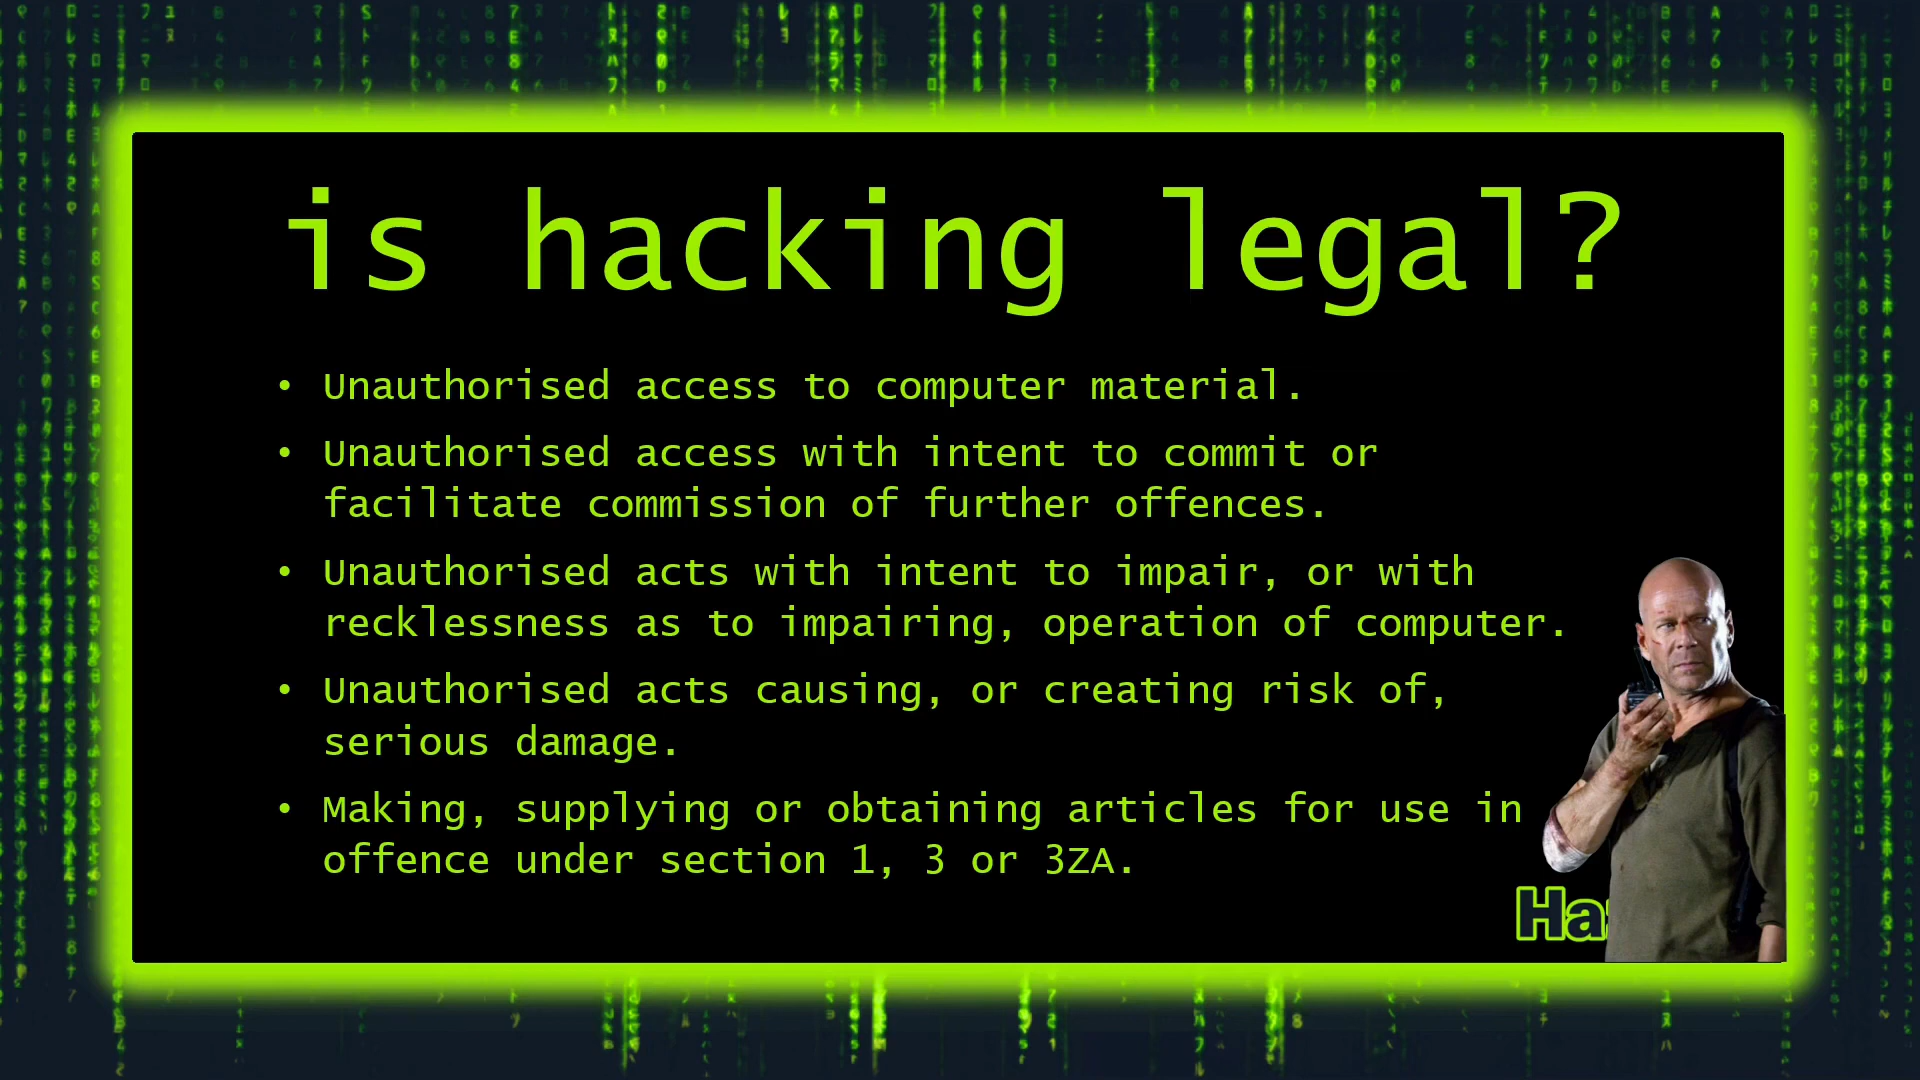 is hacking legal?
• Unauthorised access to computer material.
• Unauthorised access with intent to commit or
facilitate commission of further offences.
• Unauthorised acts with intent to impair, or with
recklessness as to impairing, operation of computer.
• Unauthorised acts causing, or creating risk of,
serious damage.
• Making, supplying or obtaining articles for use in
offence under section 1, 3 or 3ZA.